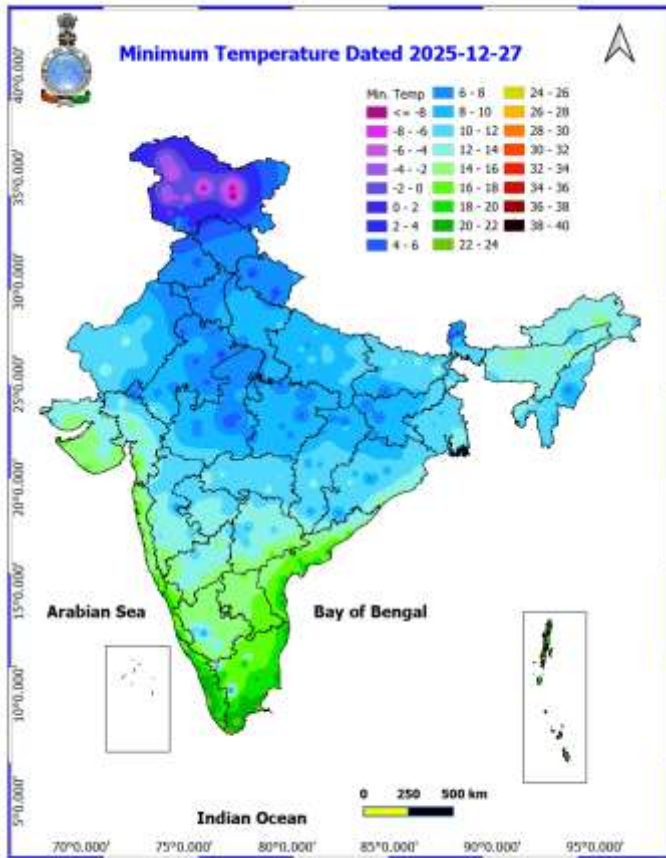 Minimum Temperature Dated 2025-12-27
Min. Temp
<= -8
-8 - -6
-6 - -4
-4 - -2
-2 - 0
0 - 2
2 - 4
4 - 6
6 - 8
8 - 10
10 - 12
12 - 14
14 - 16
16 - 18
18 - 20
20 - 22
22 - 24
24 - 26
26 - 28
28 - 30
30 - 32
32 - 34
34 - 36
36 - 38
38 - 40
40°0.000'
35°0.000'
30°0.000'
25°0.000'
20°0.000'
15°0.000'
10°0.000'
5°0.000'
Arabian Sea
Bay of Bengal
0 250 500 km
Indian Ocean
70°0.000' 75°0.000' 80°0.000' 85°0.000' 90°0.000' 95°0.000'